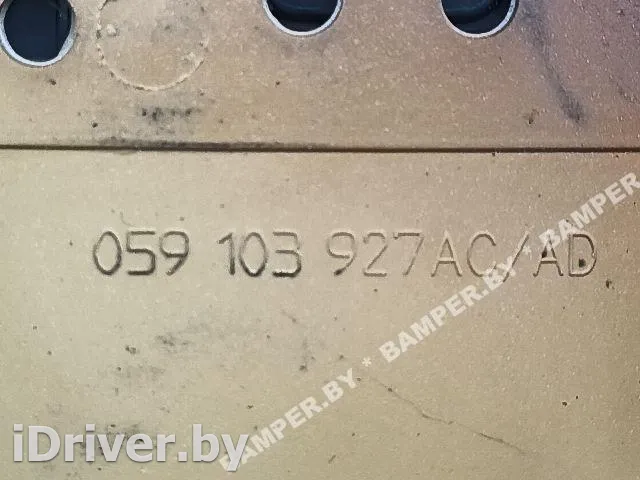 059 103 927AC/AD
BAMPER.BY * BAMPER.BY * BAMPER
iDriver.by